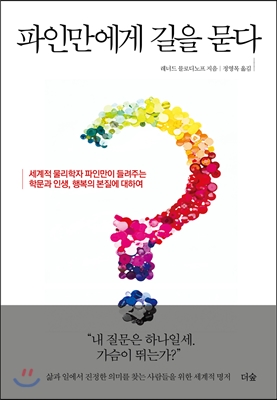 파인만에게 길을 묻다
레너드 믈로디노프 지음 | 정영목 옮김
세계적 물리학자 파인만이 들려주는
학문과 인생, 행복의 본질에 대하여
“내 질문은 하나일세.
가슴이 뛰는가?”
삶과 일에서 진정한 의미를 찾는 사람들을 위한 세계적 명저
더숲
yes24